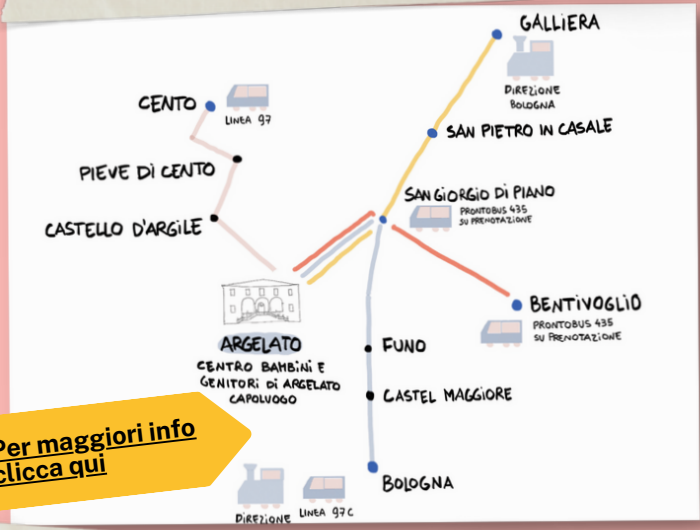 GALLIERA
DIREZIONE
BOLOGNA
CENTO
LINEA 97
SAN PIETRO IN CASALE
PIEVE DI CENTO
SAN GIORGIO DI PIANO
PRONTOBUS 435
SU PRENOTAZIONE
CASTELLO D'ARGILE
BENTIVOGLIO
PRONTOBUS 435
SU PRENOTAZIONE
ARGELATO
CENTRO BAMBINI E
GENITORI DI ARGELATO
CAPOLUOGO
FUNO
CASTEL MAGGIORE
Per maggiori info
clicca qui
BOLOGNA
DIREZIONE
LINEA 97C